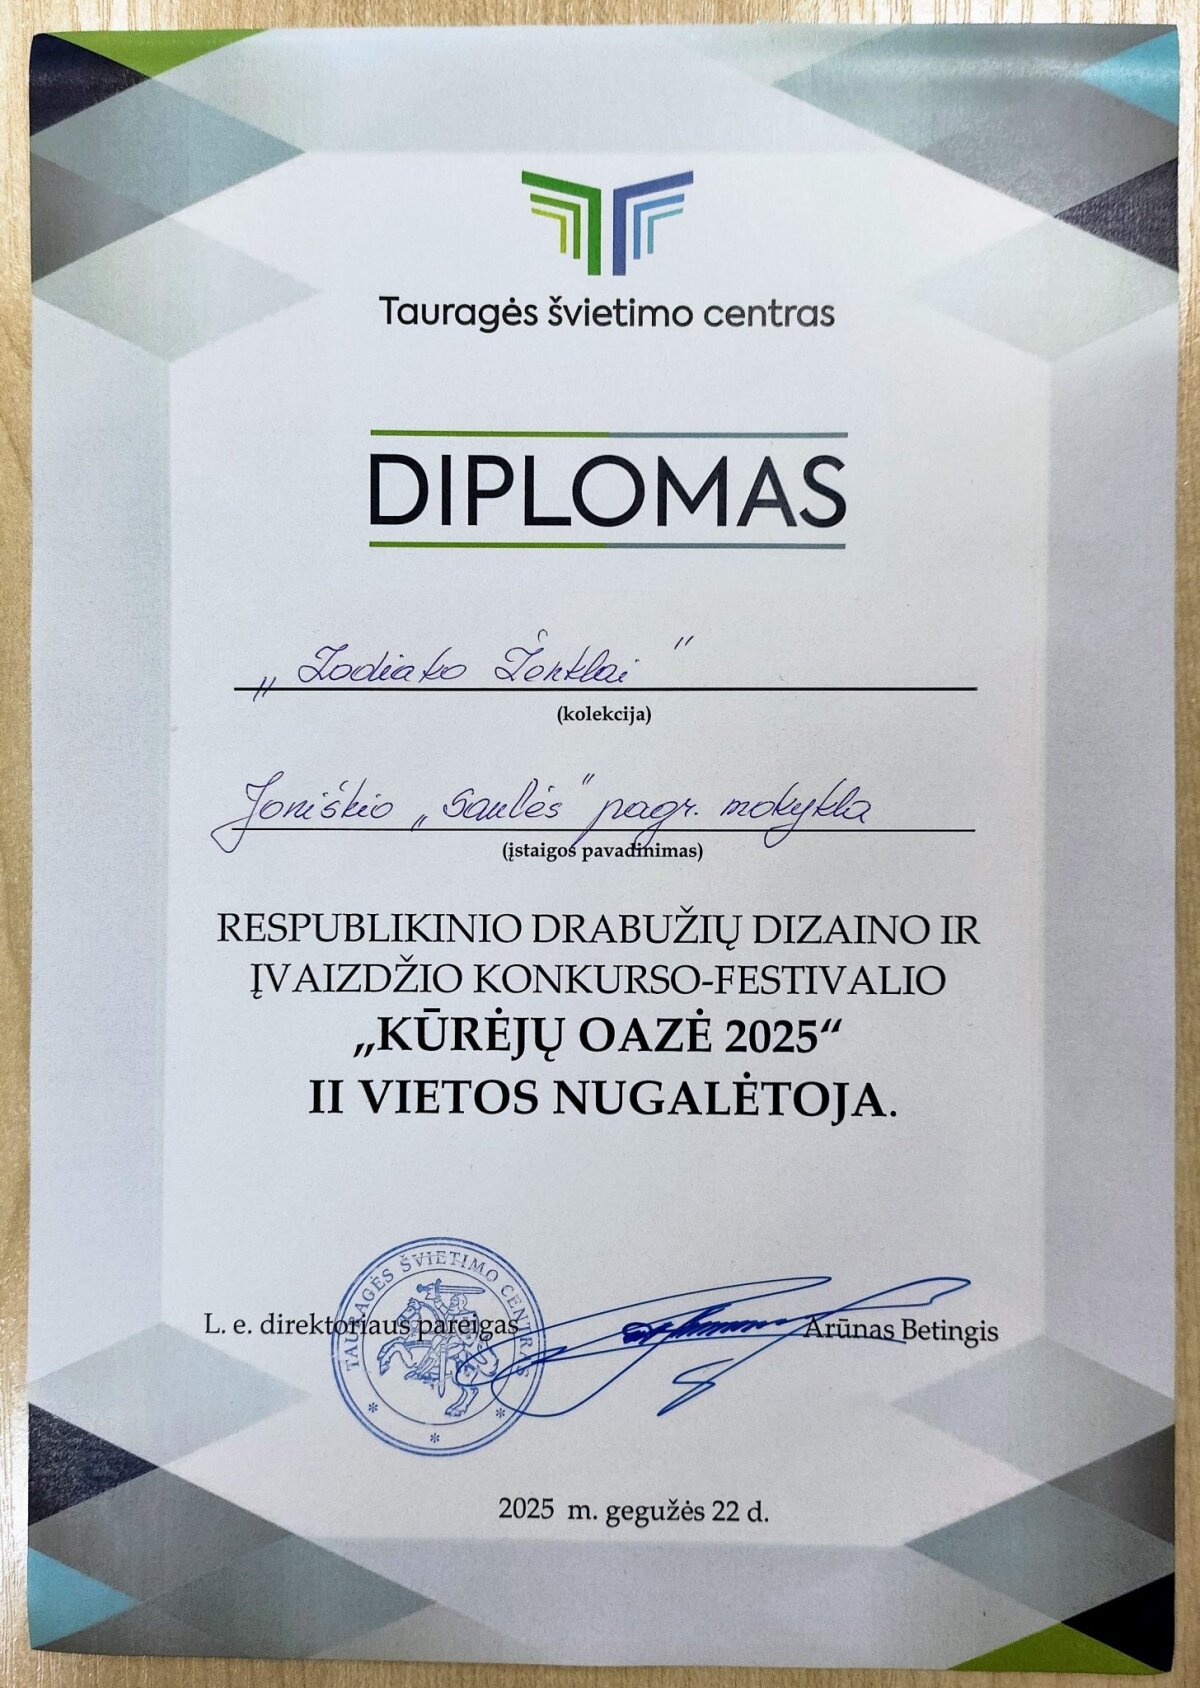 Tauragės švietimo centras
DIPLOMAS
„Zodiako Ženklai"
(kolekcija)
Joniškio „Saulės" pagr. mokykla
(įstaigos pavadinimas)
RESPUBLIKINIO DRABUŽIŲ DIZAINO IR
ĮVAIZDŽIO KONKURSO-FESTIVALIO
„KŪRĖJŲ OAZĖ 2025“
II VIETOS NUGALĖTOJA.
TAURAGĖS ŠVIETIMO CENTRAS
L. e. direktoriaus pareigas Arūnas Betingis
2025 m. gegužės 22 d.